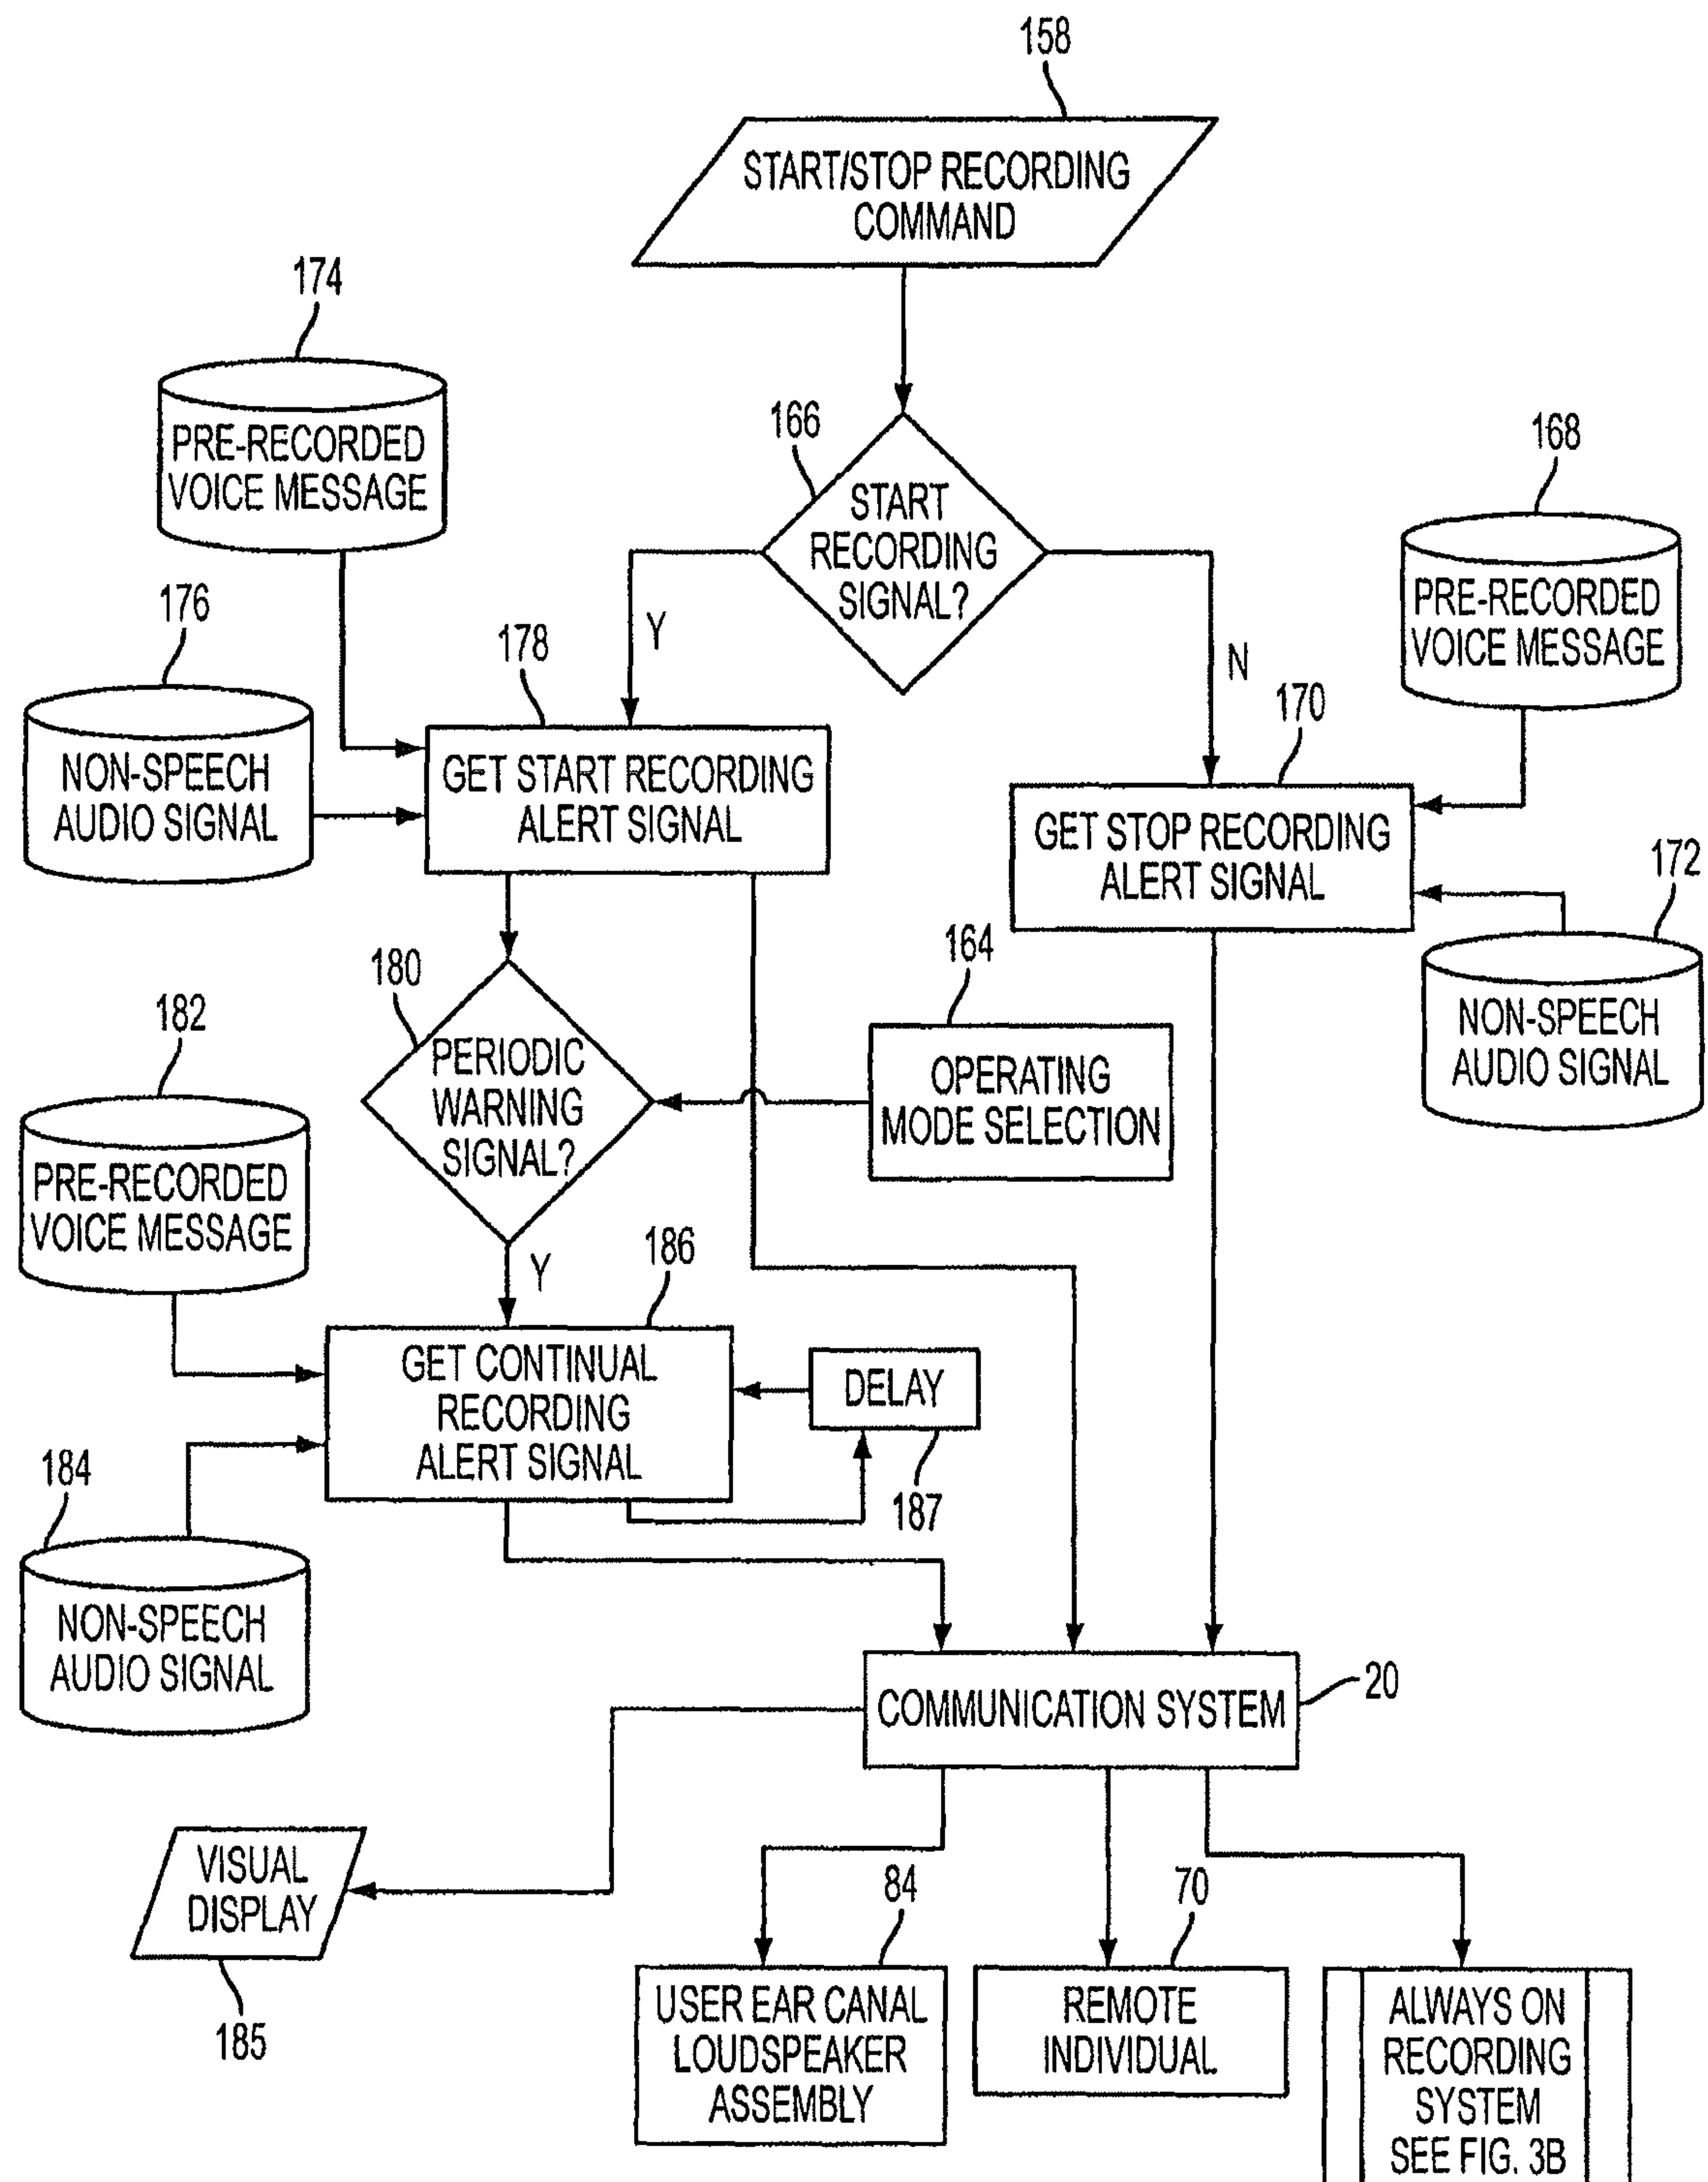 158
START/STOP RECORDING
COMMAND
174
PRE-RECORDED
VOICE MESSAGE
166
START
RECORDING
SIGNAL?
168
PRE-RECORDED
VOICE MESSAGE
176
NON-SPEECH
AUDIO SIGNAL
178
Y
N
GET START RECORDING
ALERT SIGNAL
170
GET STOP RECORDING
ALERT SIGNAL
172
NON-SPEECH
AUDIO SIGNAL
180
PERIODIC
WARNING
SIGNAL?
164
OPERATING
MODE SELECTION
182
PRE-RECORDED
VOICE MESSAGE
Y
186
GET CONTINUAL
RECORDING
ALERT SIGNAL
DELAY
187
184
NON-SPEECH
AUDIO SIGNAL
COMMUNICATION SYSTEM
20
VISUAL
DISPLAY
185
84
USER EAR CANAL
LOUDSPEAKER
ASSEMBLY
70
REMOTE
INDIVIDUAL
ALWAYS ON
RECORDING
SYSTEM
SEE FIG. 3B